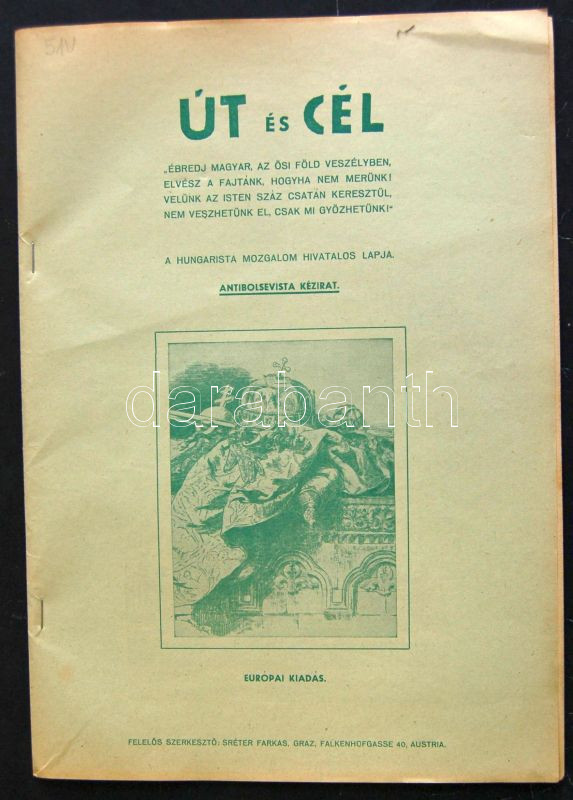 51V
ÚT ÉS CÉL
„ÉBREDJ MAGYAR, AZ ŐSI FÖLD VESZÉLYBEN,
ELVÉSZ A FAJTÁNK, HOGYHA NEM MERÜNK!
VELÜNK AZ ISTEN SZÁZ CSATÁN KERESZTÜL,
NEM VESZHETÜNK EL, CSAK MI GYŐZHETÜNK!"
A HUNGARISTA MOZGALOM HIVATALOS LAPJA.
ANTIBOLSEVISTA KÉZIRAT.
darabanth
EURÓPAI KIADÁS.
FELELŐS SZERKESZTŐ: SRÉTER FARKAS, GRAZ, FALKENHOFGASSE 40, AUSTRIA.